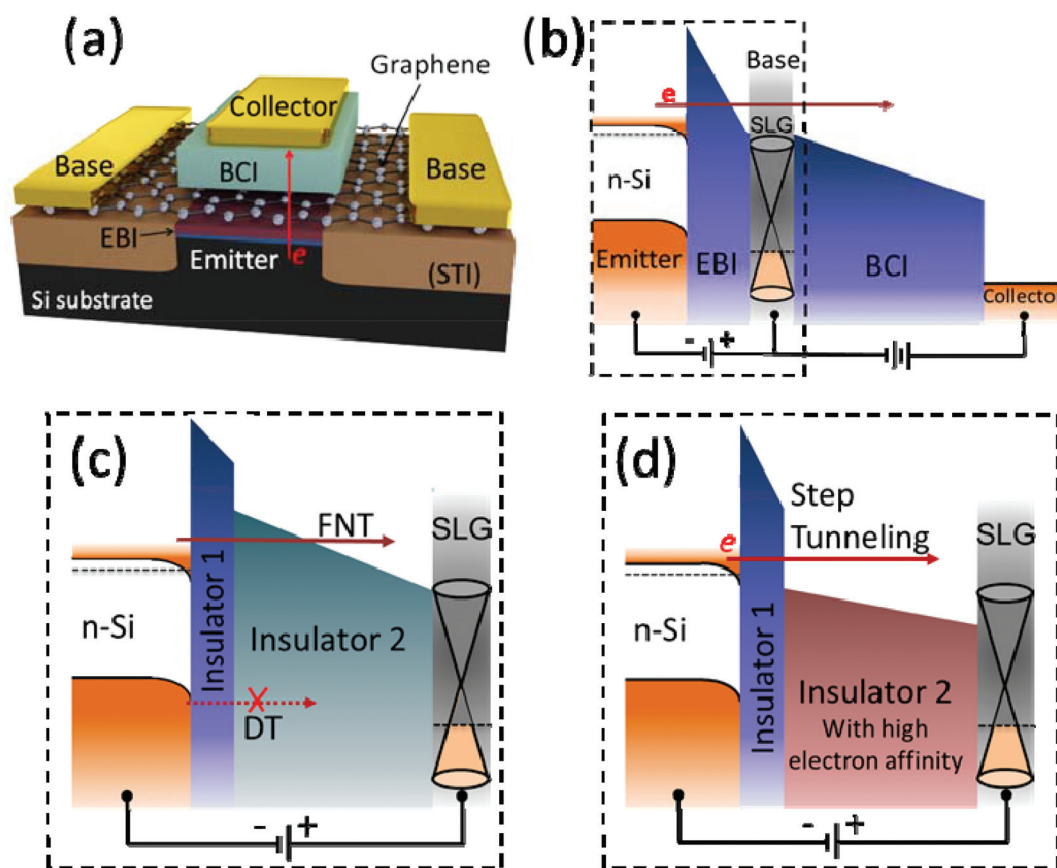 (a)
Graphene
Collector
Base
BCI
Base
EBI
Emitter
e
(STI)
Si substrate
(b)
Base
e
SLG
n-Si
Emitter
EBI
BCI
Collector
- +
(c)
FNT
SLG
Insulator 1
n-Si
Insulator 2
X
DT
- +
(d)
Step
Tunneling
e
SLG
n-Si
Insulator 1
Insulator 2
With high
electron affinity
- +